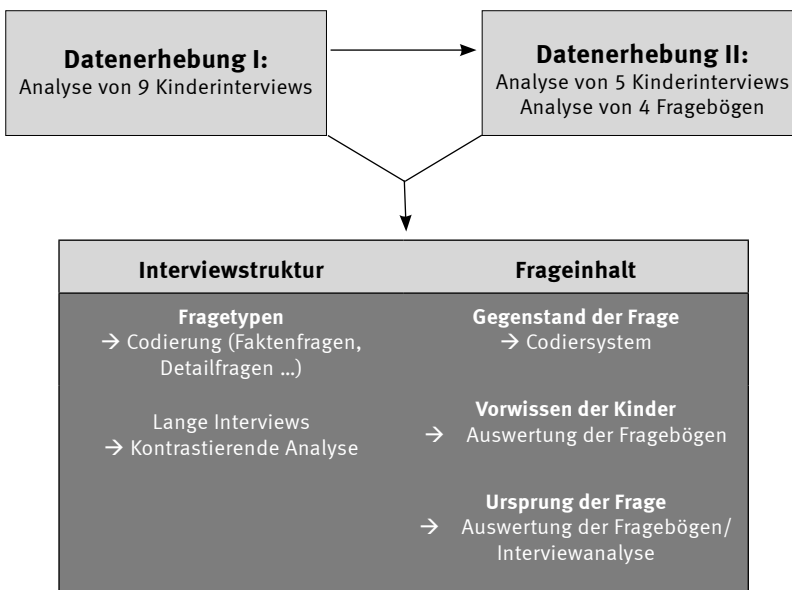 Datenerhebung I:
Analyse von 9 Kinderinterviews
Datenerhebung II:
Analyse von 5 Kinderinterviews
Analyse von 4 Fragebögen
Interviewstruktur
Frageinhalt
Fragetypen
→ Codierung (Faktenfragen,
Detailfragen ...)
Lange Interviews
→ Kontrastierende Analyse
Gegenstand der Frage
→ Codiersystem
Vorwissen der Kinder
→ Auswertung der Fragebögen
Ursprung der Frage
→ Auswertung der Fragebögen/
Interviewanalyse